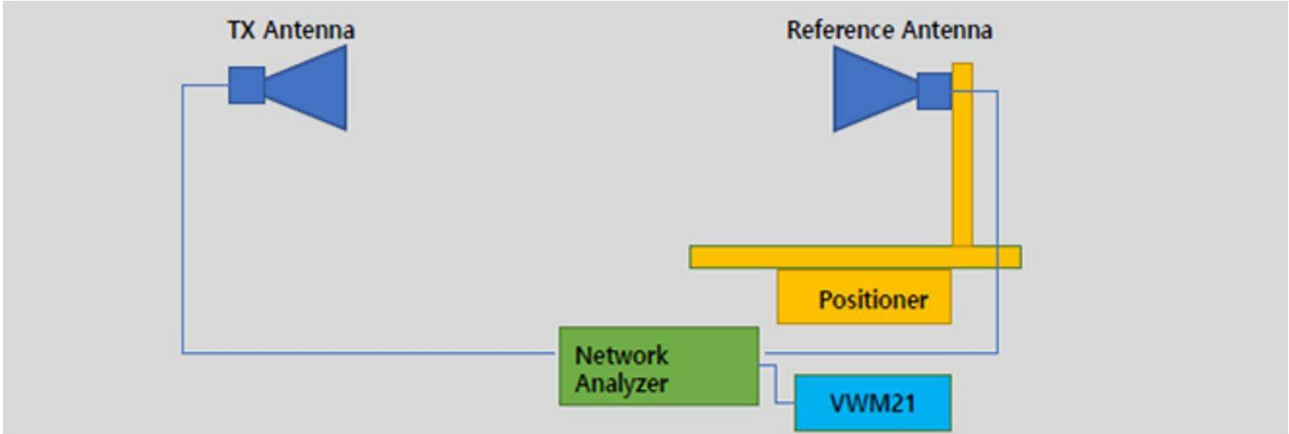 TX Antenna
Reference Antenna
Positioner
Network
Analyzer
VWM21